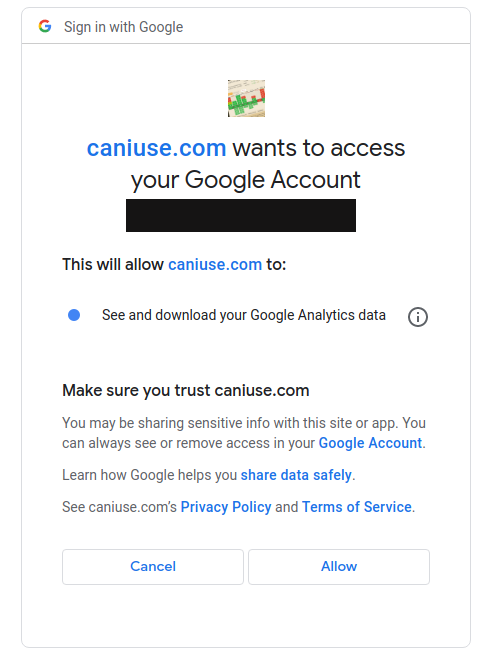 Sign in with Google
caniuse.com wants to access
your Google Account
This will allow caniuse.com to:
See and download your Google Analytics data
Make sure you trust caniuse.com
You may be sharing sensitive info with this site or app. You
can always see or remove access in your Google Account.
Learn how Google helps you share data safely.
See caniuse.com's Privacy Policy and Terms of Service.
Cancel
Allow